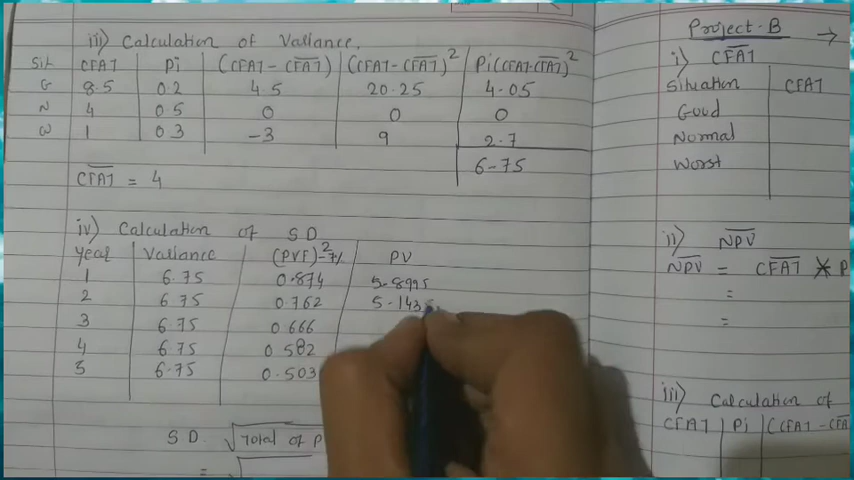 iii) Calculation of Variance.
Sit CFAT Pi (CFAT - CFAT) (CFAT - CFAT)² Pi(CFAT-CFAT)²
G 8.5 0.2 4.5 20.25 4.05
N 4 0.5 0 0 0
W 1 0.3 -3 9 2.7
6-75
CFAT = 4
iv) Calculation of S D
Year Variance (PVF)² PV
1 6.75 0.874 5.8995
2 6.75 0.762 5.143
3 6.75 0.666
4 6.75 0.582
5 6.75 0.503
S D. √Total of P
= √
Project-B →
i) CFAT
Situation CFAT
Good
Normal
Worst
ii) NPV
NPV = CFAT * P
=
=
iii) Calculation of
CFAT Pi (CFAT-CFA